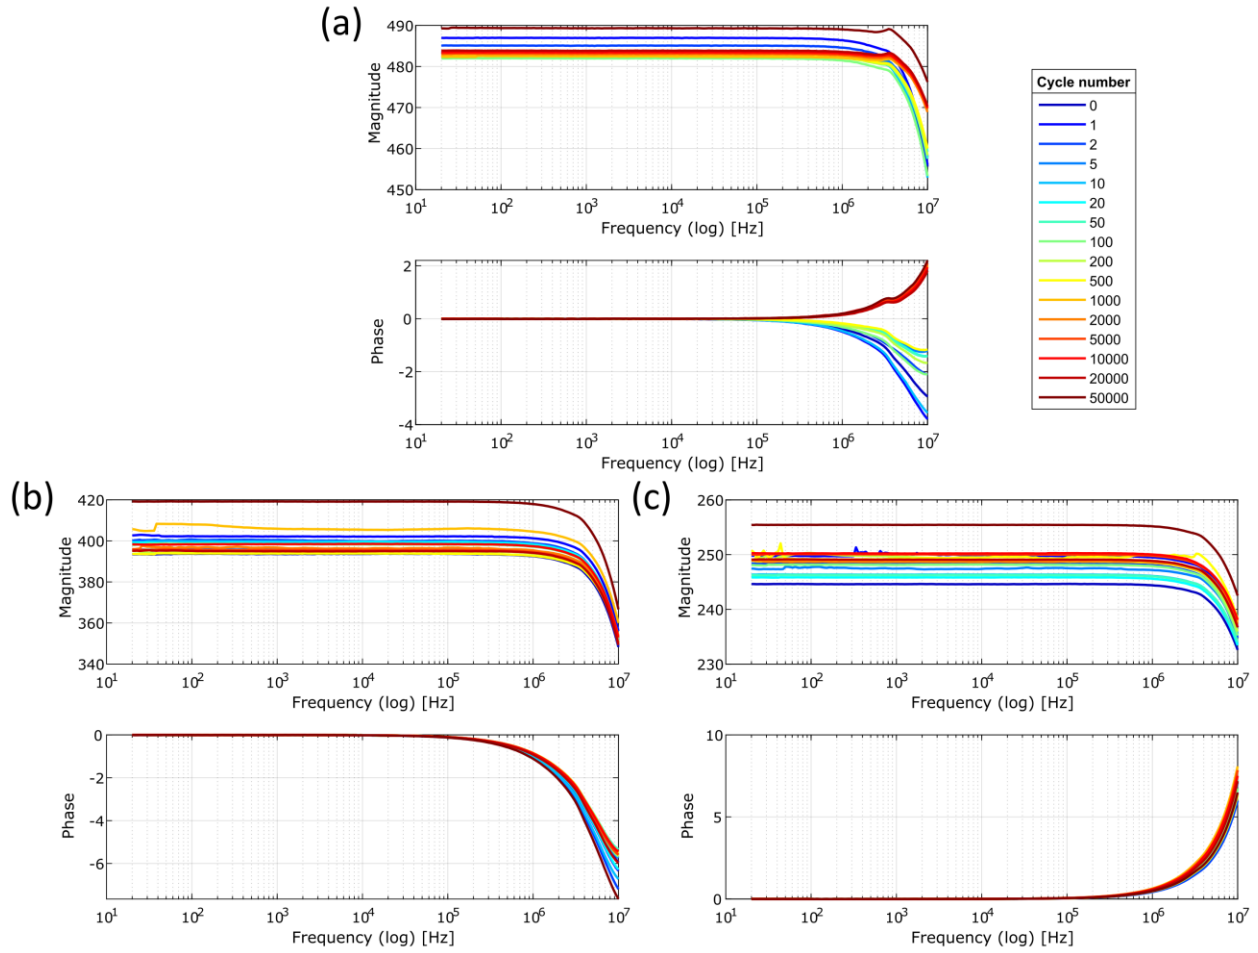 (a)
490
480
470
460
450
Magnitude
10^1 10^2 10^3 10^4 10^5 10^6 10^7
Frequency (log) [Hz]
2
0
-2
-4
Phase
10^1 10^2 10^3 10^4 10^5 10^6 10^7
Frequency (log) [Hz]
Cycle number
0
1
2
5
10
20
50
100
200
500
1000
2000
5000
10000
20000
50000
(b)
420
400
380
360
340
Magnitude
10^1 10^2 10^3 10^4 10^5 10^6 10^7
Frequency (log) [Hz]
0
-2
-4
-6
Phase
10^1 10^2 10^3 10^4 10^5 10^6 10^7
Frequency (log) [Hz]
(c)
260
250
240
230
Magnitude
10^1 10^2 10^3 10^4 10^5 10^6 10^7
Frequency (log) [Hz]
10
5
0
Phase
10^1 10^2 10^3 10^4 10^5 10^6 10^7
Frequency (log) [Hz]